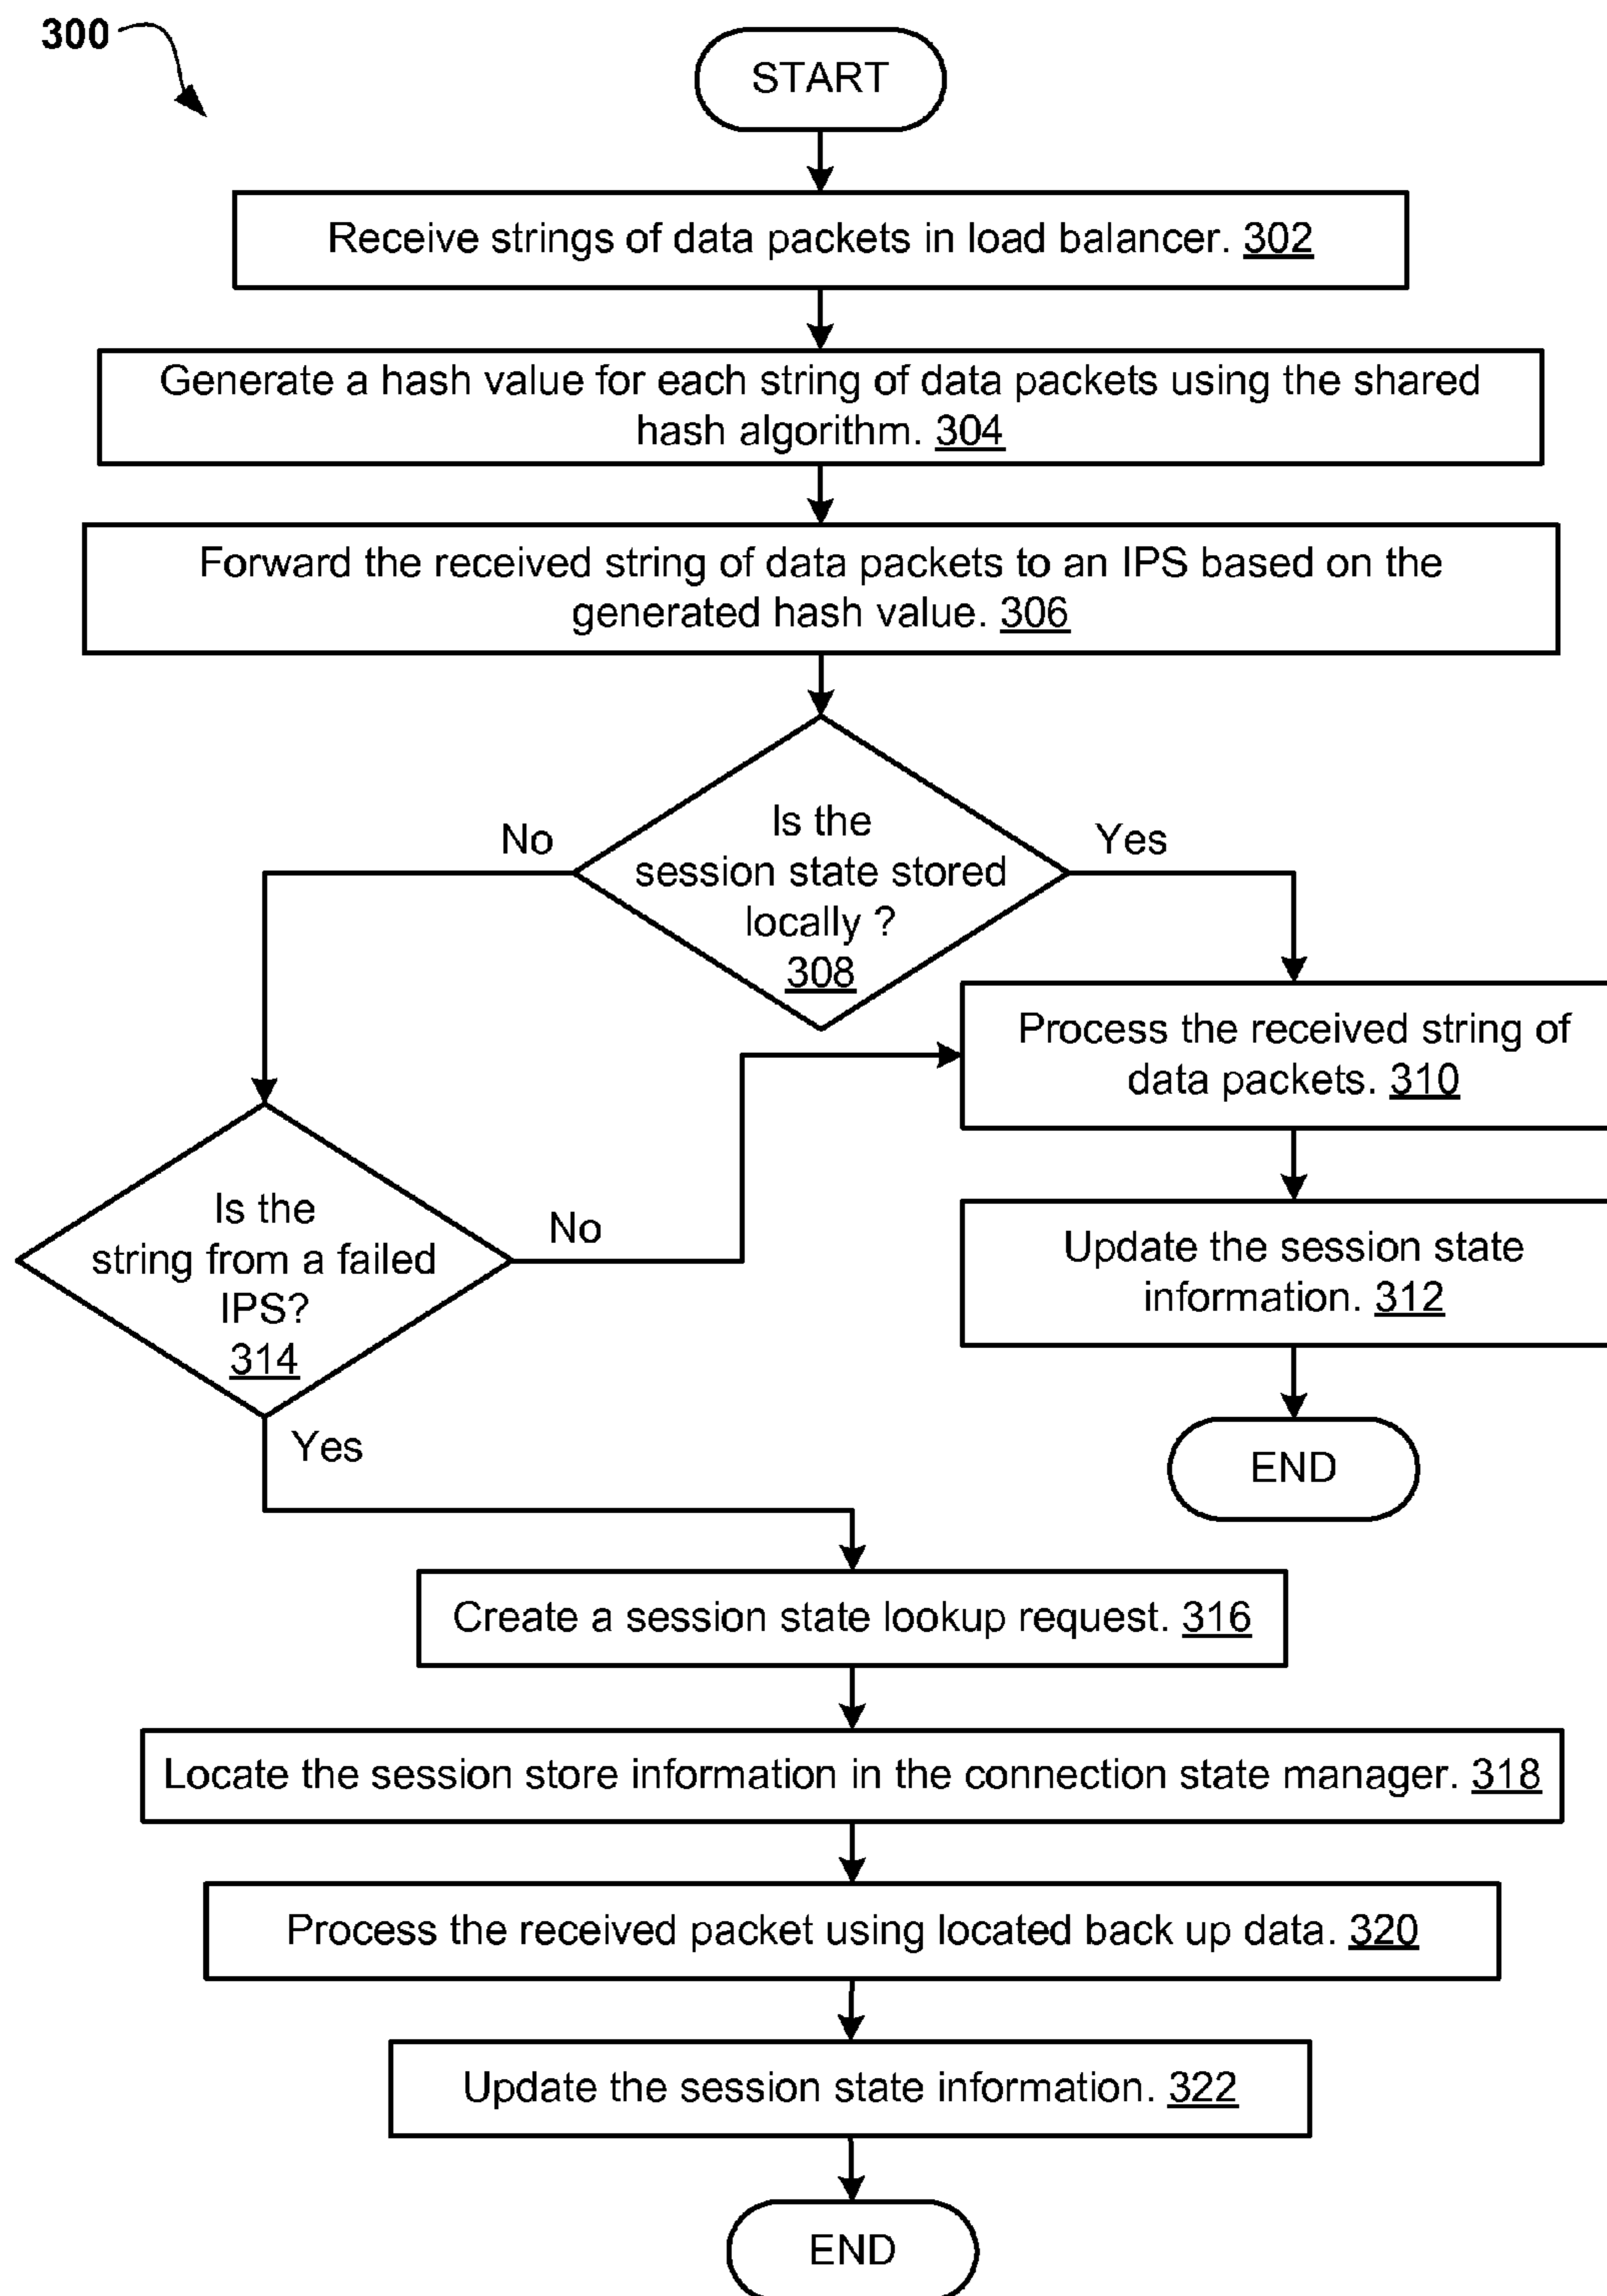 300
START
Receive strings of data packets in load balancer. 302
Generate a hash value for each string of data packets using the shared
hash algorithm. 304
Forward the received string of data packets to an IPS based on the
generated hash value. 306
Is the
session state stored
locally ?
308
No
Yes
Process the received string of
data packets. 310
Update the session state
information. 312
END
Is the
string from a failed
IPS?
314
No
Yes
Create a session state lookup request. 316
Locate the session store information in the connection state manager. 318
Process the received packet using located back up data. 320
Update the session state information. 322
END